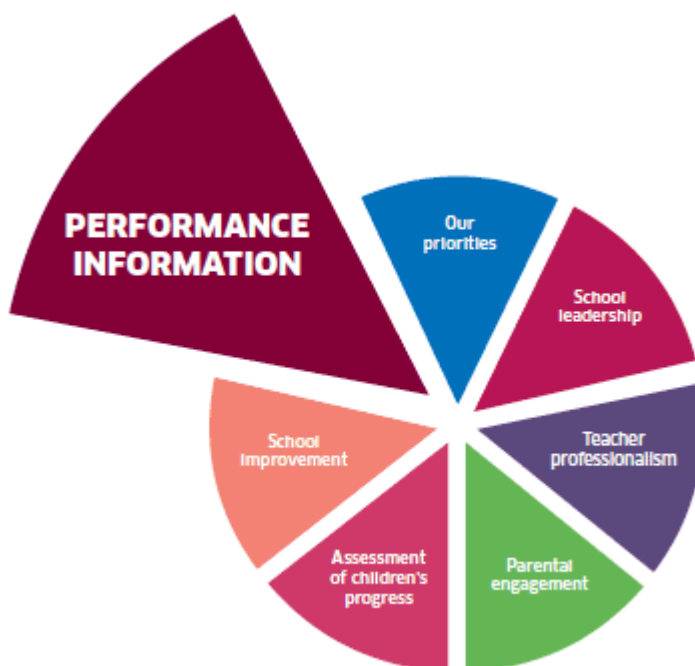 PERFORMANCE
INFORMATION
Our
priorities
School
leadership
Teacher
professionalism
Parental
engagement
Assessment
of children's
progress
School
improvement